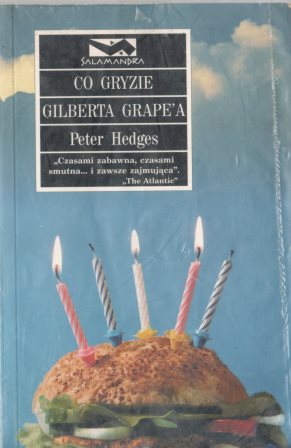 SALAMANDRA
CO GRYZIE
GILBERTA GRAPE'A
Peter Hedges
„Czasami zabawna, czasami
smutna... i zawsze zajmująca”.
„The Atlantic”